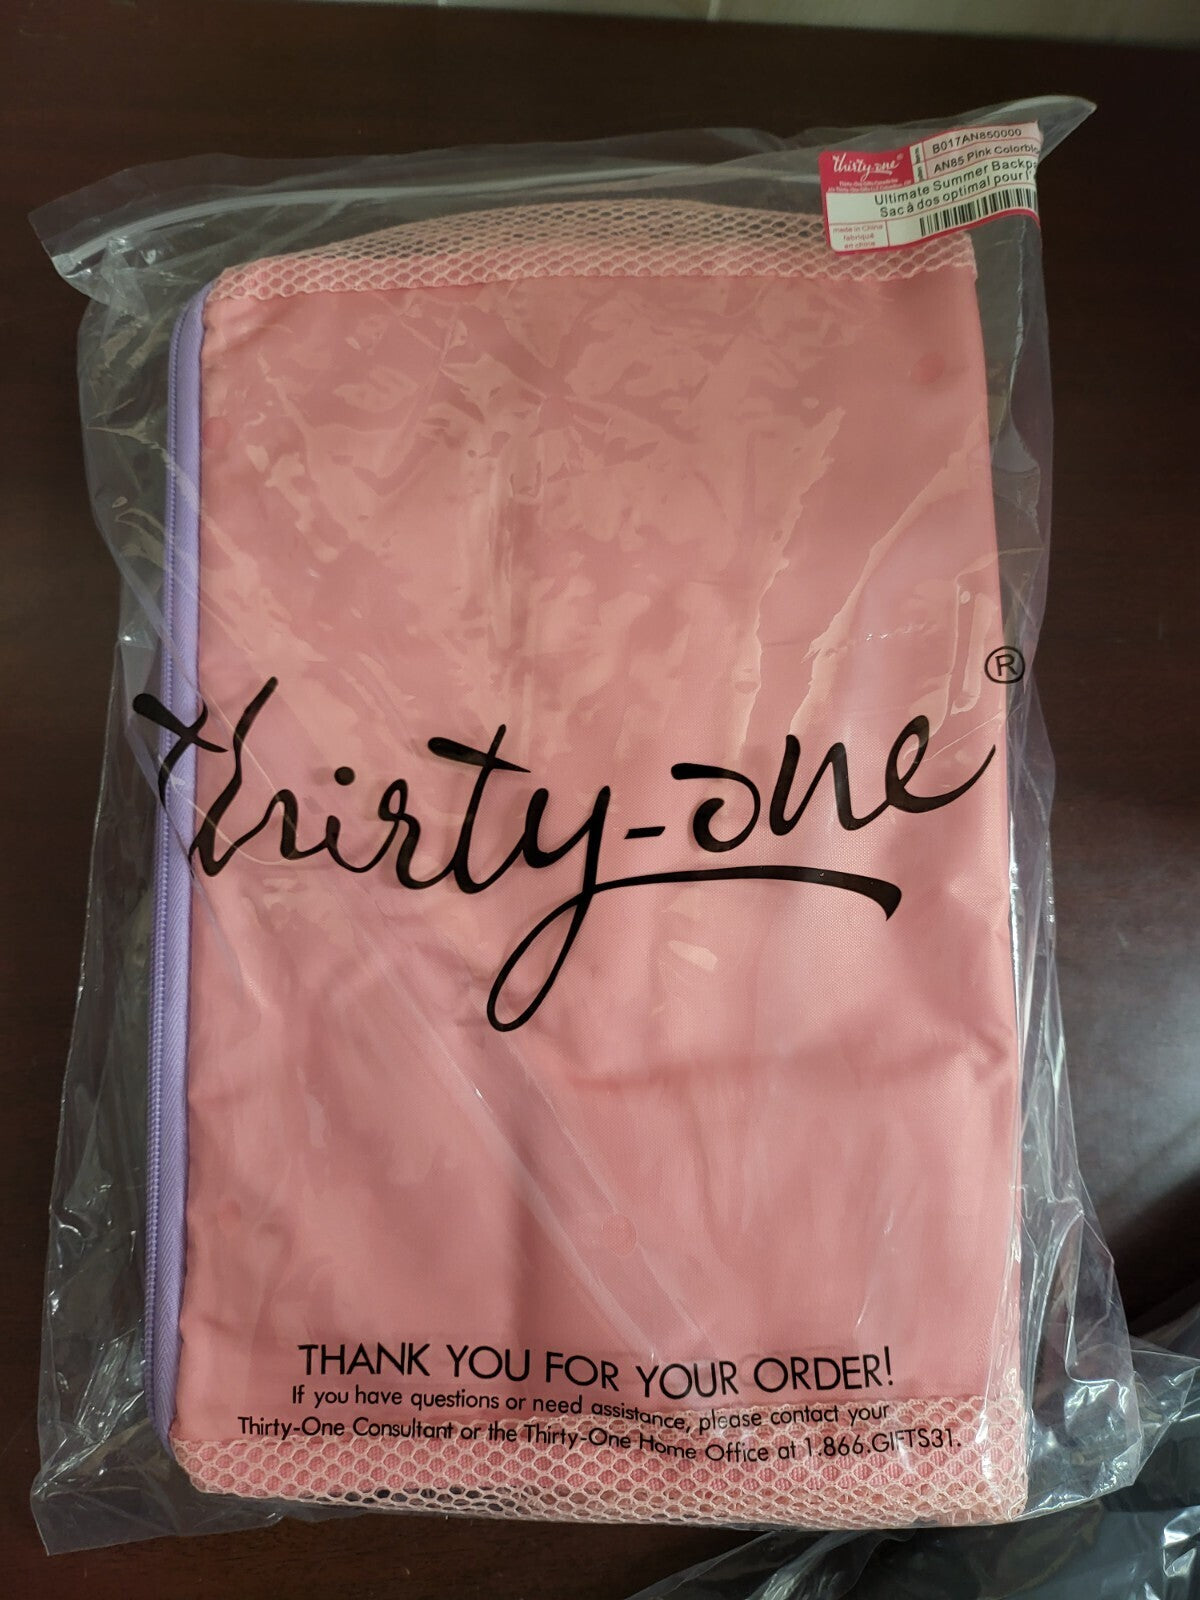 thirty-one®
B017AN850000
AN85 Pink
Ultimate Summer
Sac à dos optimal pour
made in China
fabriqué
en chine
thirty-one®
THANK YOU FOR YOUR ORDER!
If you have questions or need assistance, please contact your
Thirty-One Consultant or the Thirty-One Home Office at 1.866.GIFTS31.